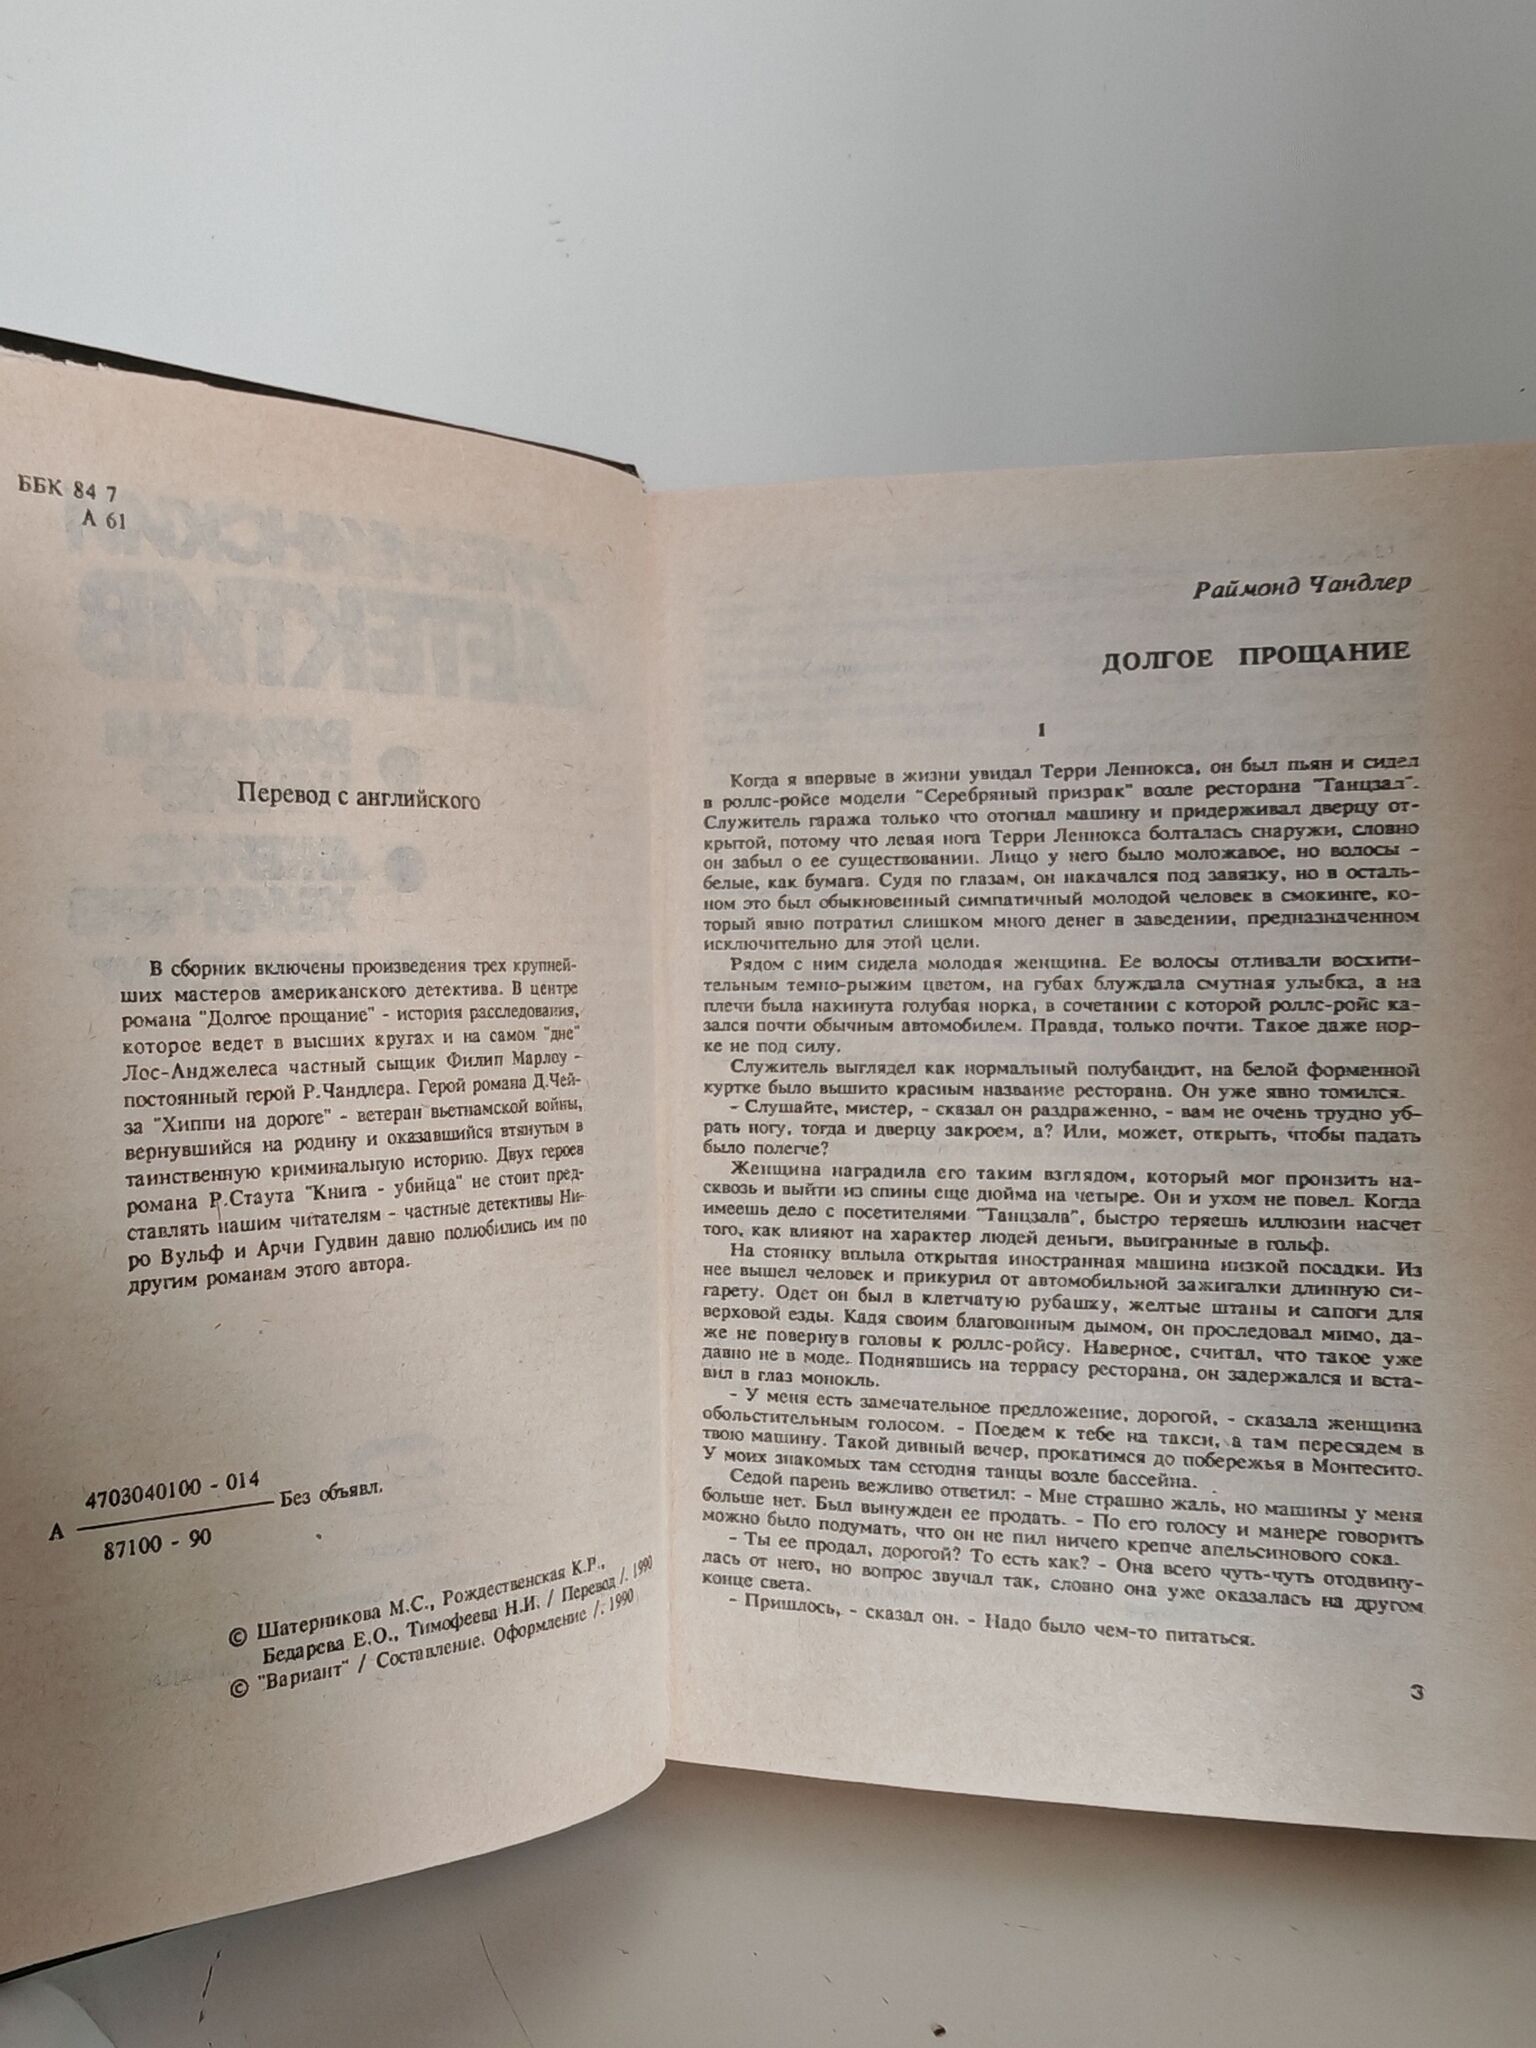 ББК 84 7
А 61
Перевод с английского
В сборник включены произведения трех крупней-
ших мастеров американского детектива. В центре
романа "Долгое прощание" - история расследования,
которое ведет в высших кругах и на самом "дне"
Лос-Анджелеса частный сыщик Филип Марлоу -
постоянный герой Р.Чандлера. Герой романа Д.Чей-
за "Хиппи на дороге" - ветеран вьетнамской войны,
вернувшийся на родину и оказавшийся втянутым в
таинственную криминальную историю. Двух героев
романа Р.Стаута "Книга - убийца" не стоит пред-
ставлять нашим читателям - частные детективы Ни-
ро Вульф и Арчи Гудвин давно полюбились им по
другим романам этого автора.
4703040100 - 014
А
Без объявл.
87100 - 90
© Шатерникова М.С., Рождественская К.Р.,
Бедарева Е.О., Тимофеева Н.И. / Перевод /. 1990
© "Вариант" / Составление. Оформление /. 1990
Раймонд Чандлер
ДОЛГОЕ ПРОЩАНИЕ
1
Когда я впервые в жизни увидал Терри Леннокса, он был пьян и сидел
в роллс-ройсе модели "Серебряный призрак" возле ресторана "Танцзал".
Служитель гаража только что отогнал машину и придерживал дверцу от-
крытой, потому что левая нога Терри Леннокса болталась снаружи, словно
он забыл о ее существовании. Лицо у него было моложавое, но волосы -
белые, как бумага. Судя по глазам, он накачался под завязку, но в осталь-
ном это был обыкновенный симпатичный молодой человек в смокинге, ко-
торый явно потратил слишком много денег в заведении, предназначенном
исключительно для этой цели.
Рядом с ним сидела молодая женщина. Ее волосы отливали восхити-
тельным темно-рыжим цветом, на губах блуждала смутная улыбка, а на
плечи была накинута голубая норка, в сочетании с которой роллс-ройс ка-
зался почти обычным автомобилем. Правда, только почти. Такое даже нор-
ке не под силу.
Служитель выглядел как нормальный полубандит, на белой форменной
куртке было вышито красным название ресторана. Он уже явно томился.
- Слушайте, мистер, - сказал он раздраженно, - вам не очень трудно уб-
рать ногу, тогда и дверцу закроем, а? Или, может, открыть, чтобы падать
было полегче?
Женщина наградила его таким взглядом, который мог пронзить на-
сквозь и выйти из спины еще дюйма на четыре. Он и ухом не повел. Когда
имеешь дело с посетителями "Танцзала", быстро теряешь иллюзии насчет
того, как влияют на характер людей деньги, выигранные в гольф.
На стоянку вплыла открытая иностранная машина низкой посадки. Из
нее вышел человек и прикурил от автомобильной зажигалки длинную си-
гарету. Одет он был в клетчатую рубашку, желтые штаны и сапоги для
верховой езды. Кадя своим благовонным дымом, он проследовал мимо, да-
же не повернув головы к роллс-ройсу. Наверное, считал, что такое уже
давно не в моде. Поднявшись на террасу ресторана, он задержался и вста-
вил в глаз монокль.
- У меня есть замечательное предложение, дорогой, - сказала женщина
обольстительным голосом. - Поедем к тебе на такси, а там пересядем в
твою машину. Такой дивный вечер, прокатимся до побережья в Монтесито.
У моих знакомых там сегодня танцы возле бассейна.
Седой парень вежливо ответил: - Мне страшно жаль, но машины у меня
больше нет. Был вынужден ее продать. - По его голосу и манере говорить
можно было подумать, что он не пил ничего крепче апельсинового сока.
- Ты ее продал, дорогой? То есть как? - Она всего чуть-чуть отодвину-
лась от него, но вопрос звучал так, словно она уже оказалась на другом
конце света.
- Пришлось, - сказал он. - Надо было чем-то питаться.
3